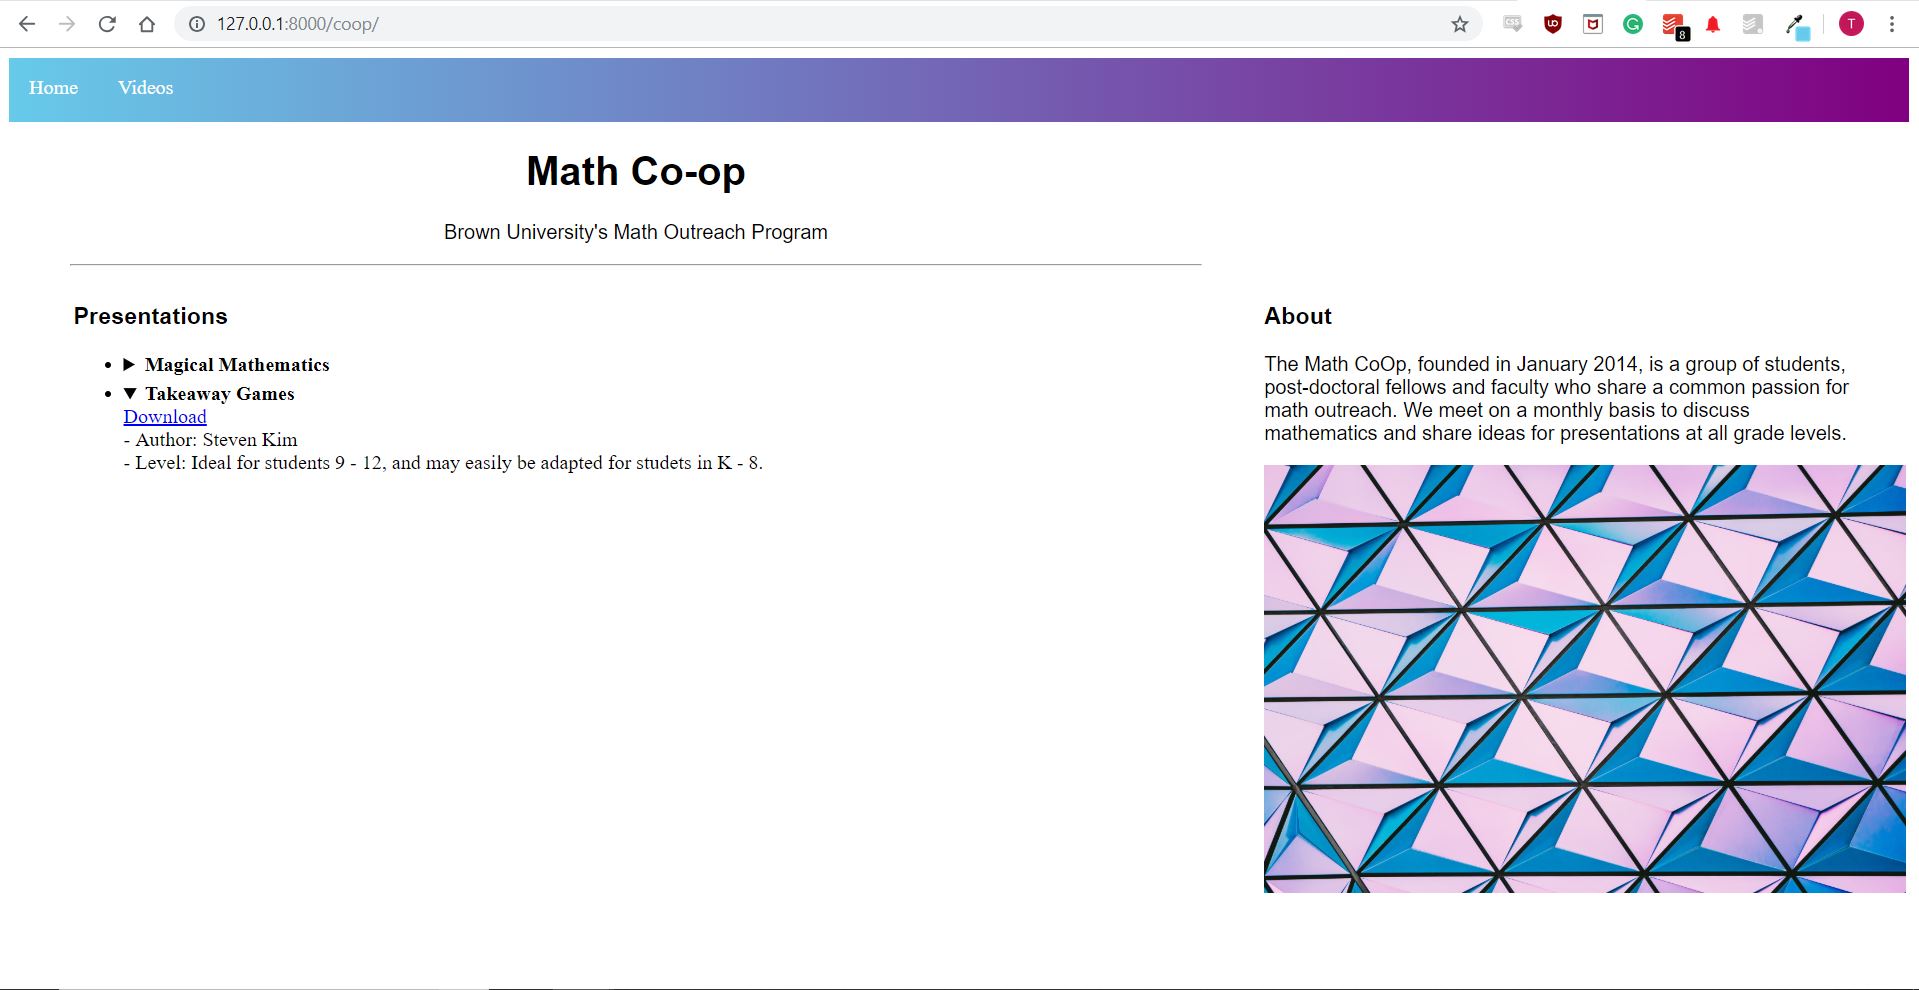 127.0.0.1:8000/coop/
CSS
uo
8
T
Home Videos
Math Co-op
Brown University's Math Outreach Program
Presentations
Magical Mathematics
Takeaway Games
Download
- Author: Steven Kim
- Level: Ideal for students 9 - 12, and may easily be adapted for studets in K - 8.
About
The Math CoOp, founded in January 2014, is a group of students,
post-doctoral fellows and faculty who share a common passion for
math outreach. We meet on a monthly basis to discuss
mathematics and share ideas for presentations at all grade levels.